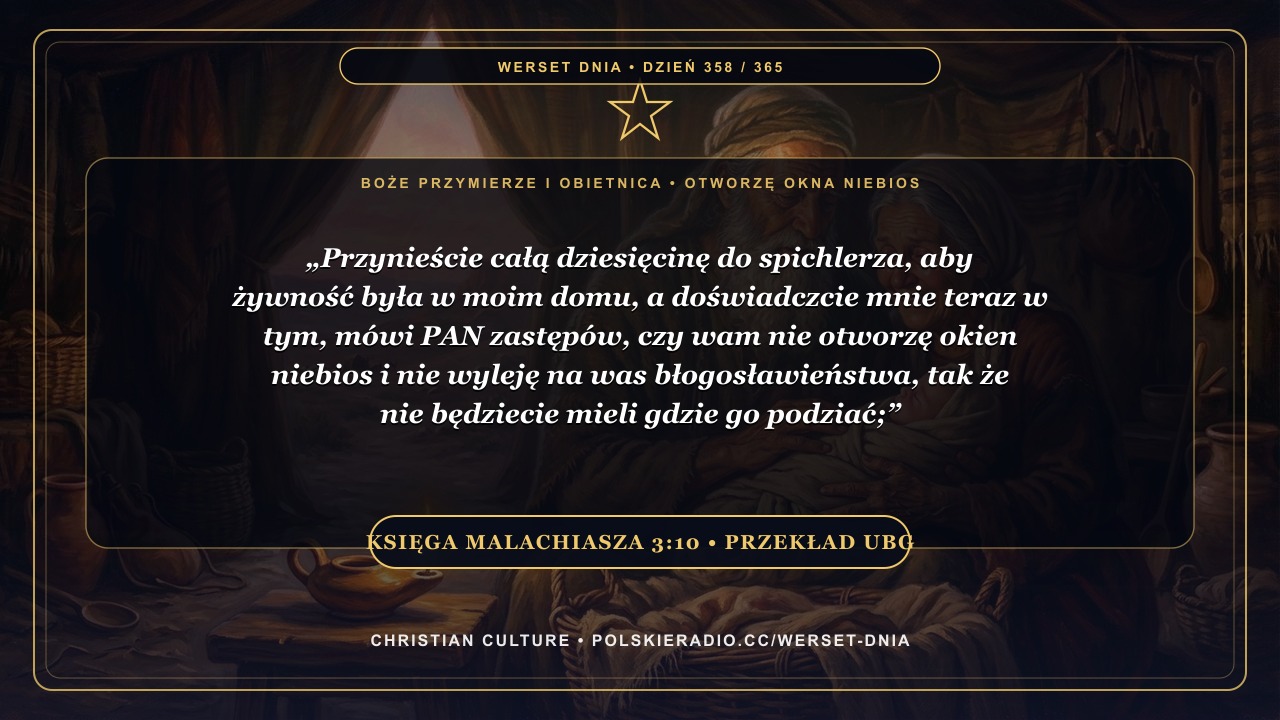 WERSET DNIA • DZIEŃ 358 / 365
BOŻE PRZYMIERZE I OBIETNICA • OTWORZĘ OKNA NIEBIOS
„Przynieście całą dziesięcinę do spichlerza, aby
żywność była w moim domu, a doświadczcie mnie teraz w
tym, mówi PAN zastępów, czy wam nie otworzę okien
niebios i nie wyleję na was błogosławieństwa, tak że
nie będziecie mieli gdzie go podziać;”
KSIĘGA MALACHIASZA 3:10 • PRZEKŁAD UBG
CHRISTIAN CULTURE • POLSKIERADIO.CC/WERSET-DNIA